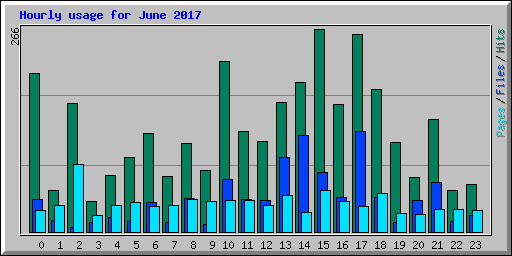 Hourly usage for June 2017
266
Pages/Files/Hits
0 1 2 3 4 5 6 7 8 9 10 11 12 13 14 15 16 17 18 19 20 21 22 23